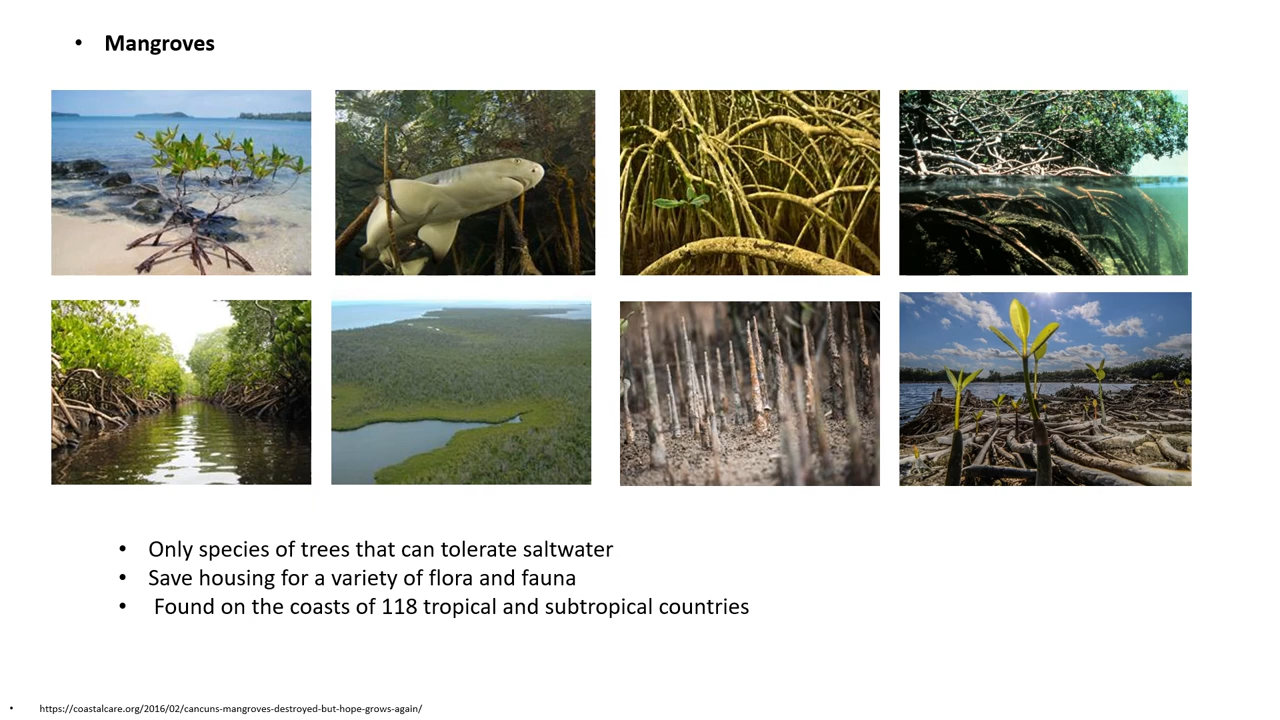 • Mangroves
• Only species of trees that can tolerate saltwater
• Save housing for a variety of flora and fauna
• Found on the coasts of 118 tropical and subtropical countries
• https://coastalcare.org/2016/02/cancuns-mangroves-destroyed-but-hope-grows-again/